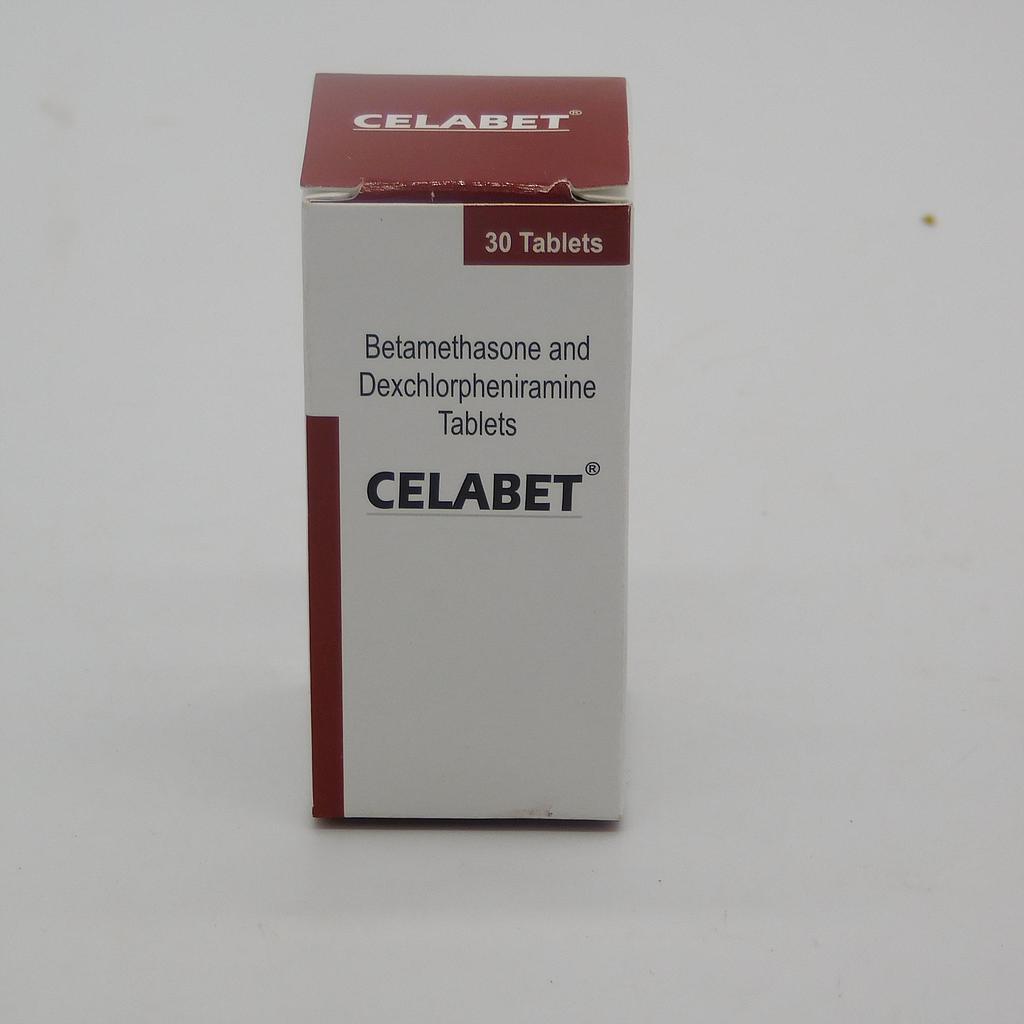 CELABET®
30 Tablets
Betamethasone and
Dexchlorpheniramine
Tablets
CELABET®